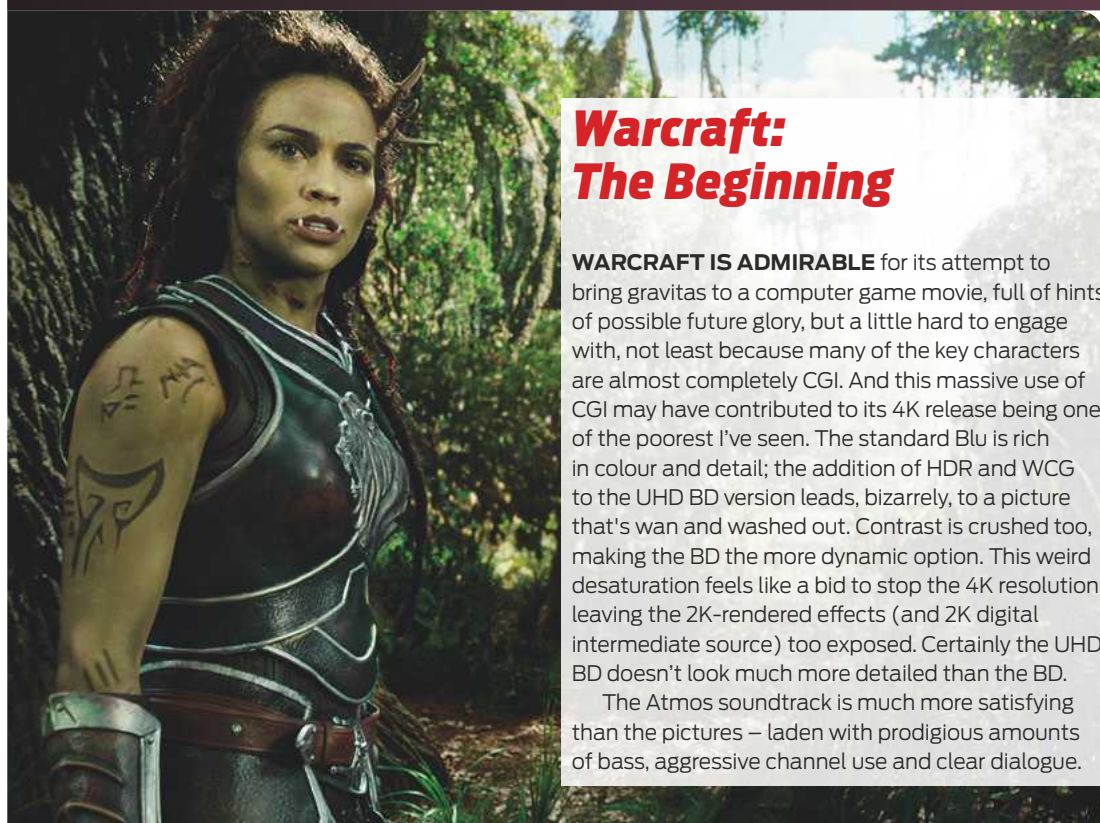 Warcraft:
The Beginning
WARCRAFT IS ADMIRABLE for its attempt to
bring gravitas to a computer game movie, full of hints
of possible future glory, but a little hard to engage
with, not least because many of the key characters
are almost completely CGI. And this massive use of
CGI may have contributed to its 4K release being one
of the poorest I've seen. The standard Blu is rich
in colour and detail; the addition of HDR and WCG
to the UHD BD version leads, bizarrely, to a picture
that's wan and washed out. Contrast is crushed too,
making the BD the more dynamic option. This weird
desaturation feels like a bid to stop the 4K resolution
leaving the 2K-rendered effects (and 2K digital
intermediate source) too exposed. Certainly the UHD
BD doesn't look much more detailed than the BD.
The Atmos soundtrack is much more satisfying
than the pictures – laden with prodigious amounts
of bass, aggressive channel use and clear dialogue.